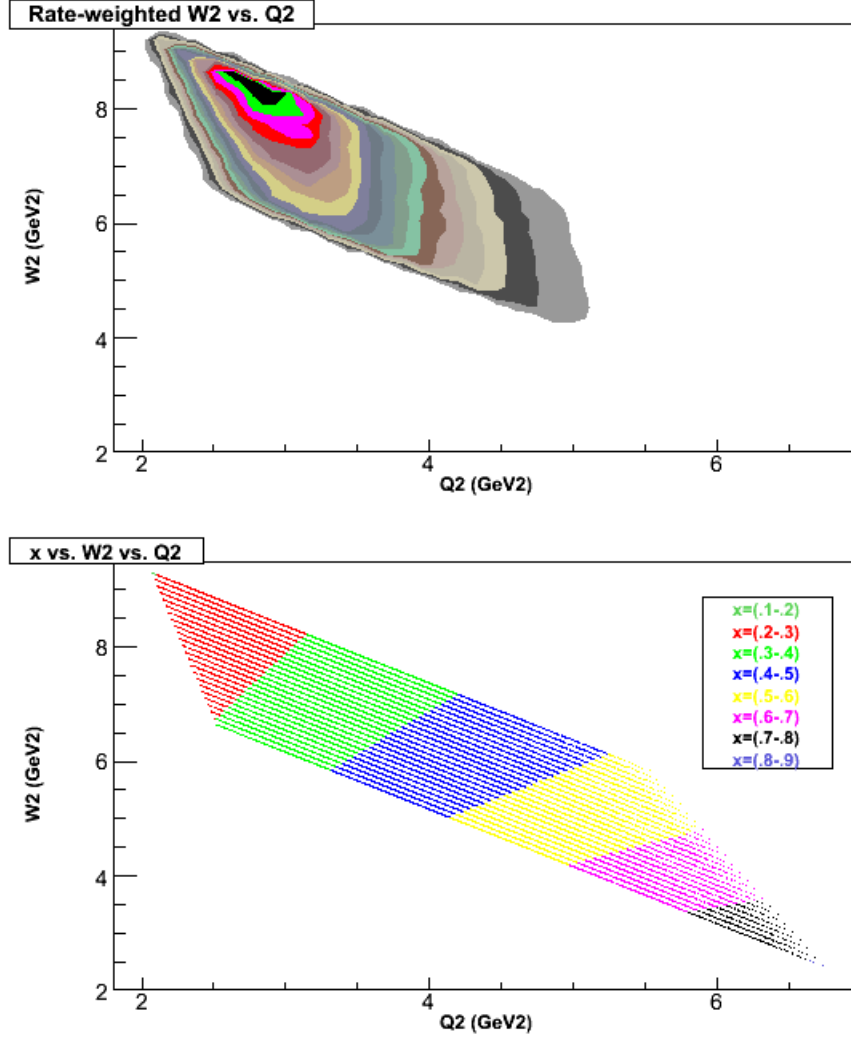 Rate-weighted W2 vs. Q2
8
6
4
2
W2 (GeV2)
2
4
6
Q2 (GeV2)
x vs. W2 vs. Q2
x=(.1-.2)
x=(.2-.3)
x=(.3-.4)
x=(.4-.5)
x=(.5-.6)
x=(.6-.7)
x=(.7-.8)
x=(.8-.9)
8
6
4
2
W2 (GeV2)
2
4
6
Q2 (GeV2)